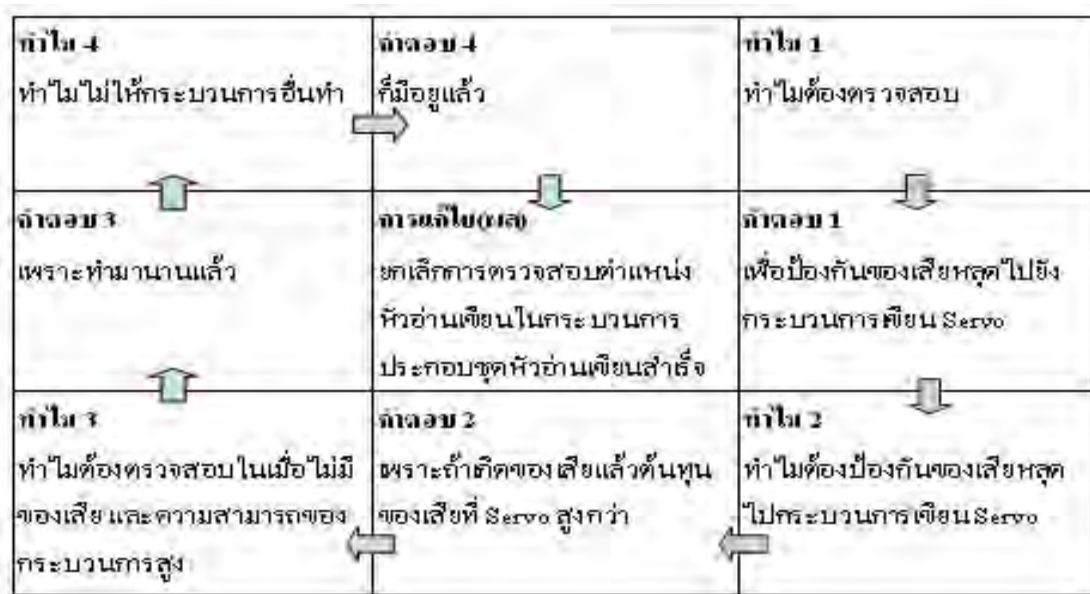 ทำไม 4
ทำไมไม่ให้กระบวนการอื่นทำ
คำตอบ 4
ก็มีอยู่แล้ว
ทำไม 1
ทำไมต้องตรวจสอบ
คำตอบ 3
เพราะทำมานานแล้ว
การแก้ไข(ผล)
ยกเลิกการตรวจสอบตำแหน่ง
หัวอ่านเขียนในกระบวนการ
ประกอบชุดหัวอ่านเขียนสำเร็จ
คำตอบ 1
เพื่อป้องกันของเสียหลุดไปยัง
กระบวนการเขียน Servo
ทำไม 3
ทำไมต้องตรวจสอบในเมื่อไม่มี
ของเสียและความสามารถของ
กระบวนการสูง
คำตอบ 2
เพราะถ้าเกิดของเสียแล้วต้นทุน
ของเสียที่ Servo สูงกว่า
ทำไม 2
ทำไมต้องป้องกันของเสียหลุด
ไปกระบวนการเขียน Servo